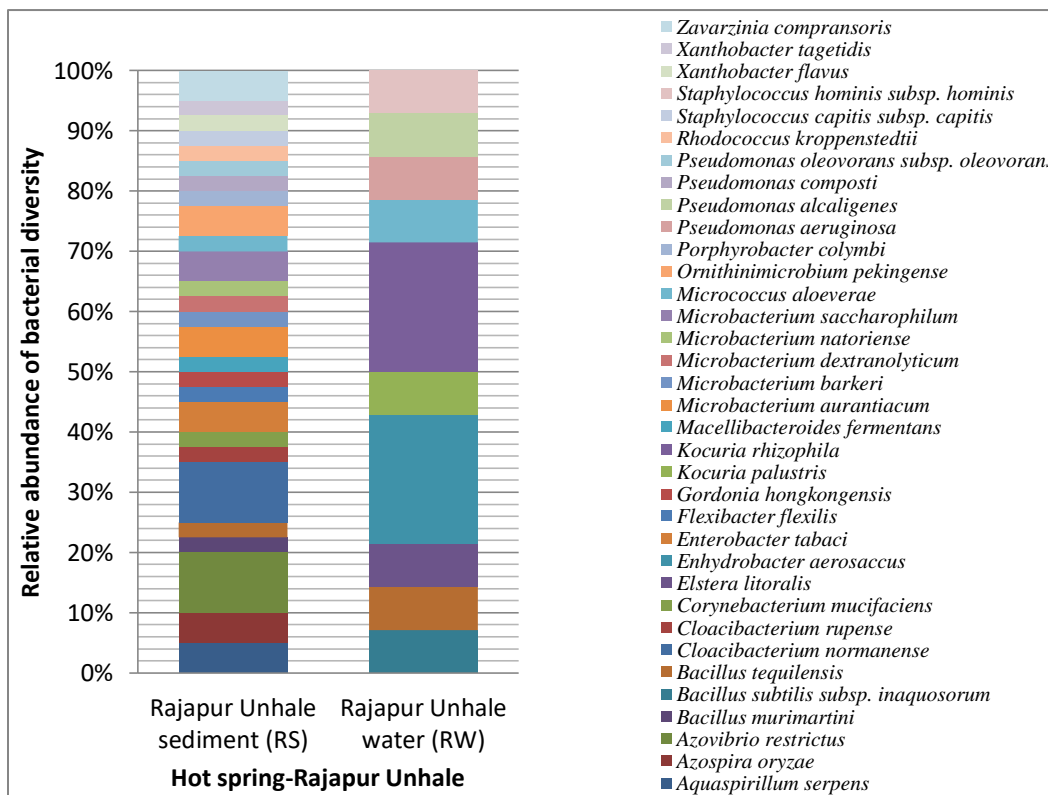 Relative abundance of bacterial diversity
100%
90%
80%
70%
60%
50%
40%
30%
20%
10%
0%
Rajapur Unhale
sediment (RS)
Rajapur Unhale
water (RW)
Hot spring-Rajapur Unhale
Zavarzinia compransoris
Xanthobacter tagetidis
Xanthobacter flavus
Staphylococcus hominis subsp. hominis
Staphylococcus capitis subsp. capitis
Rhodococcus kroppenstedtii
Pseudomonas oleovorans subsp. oleovorans
Pseudomonas composti
Pseudomonas alcaligenes
Pseudomonas aeruginosa
Porphyrobacter colymbi
Ornithinimicrobium pekingense
Micrococcus aloeverae
Microbacterium saccharophilum
Microbacterium natoriense
Microbacterium dextranolyticum
Microbacterium barkeri
Microbacterium aurantiacum
Macellibacteroides fermentans
Kocuria rhizophila
Kocuria palustris
Gordonia hongkongensis
Flexibacter flexilis
Enterobacter tabaci
Enhydrobacter aerosaccus
Elstera litoralis
Corynebacterium mucifaciens
Cloacibacterium rupense
Cloacibacterium normanense
Bacillus tequilensis
Bacillus subtilis subsp. inaquosorum
Bacillus murimartini
Azovibrio restrictus
Azospira oryzae
Aquaspirillum serpens